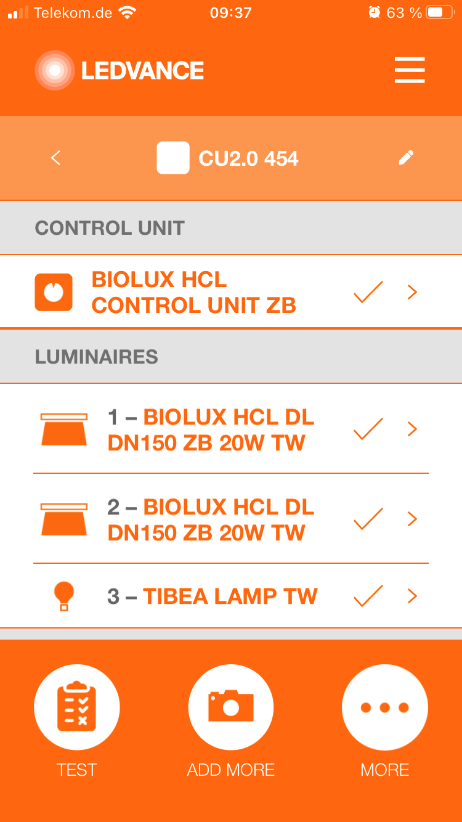 Telekom.de 09:37 63 %
LEDVANCE
CU2.0 454
CONTROL UNIT
BIOLUX HCL
CONTROL UNIT ZB
LUMINAIRES
1 – BIOLUX HCL DL
DN150 ZB 20W TW
2 – BIOLUX HCL DL
DN150 ZB 20W TW
3 – TIBEA LAMP TW
TEST ADD MORE MORE